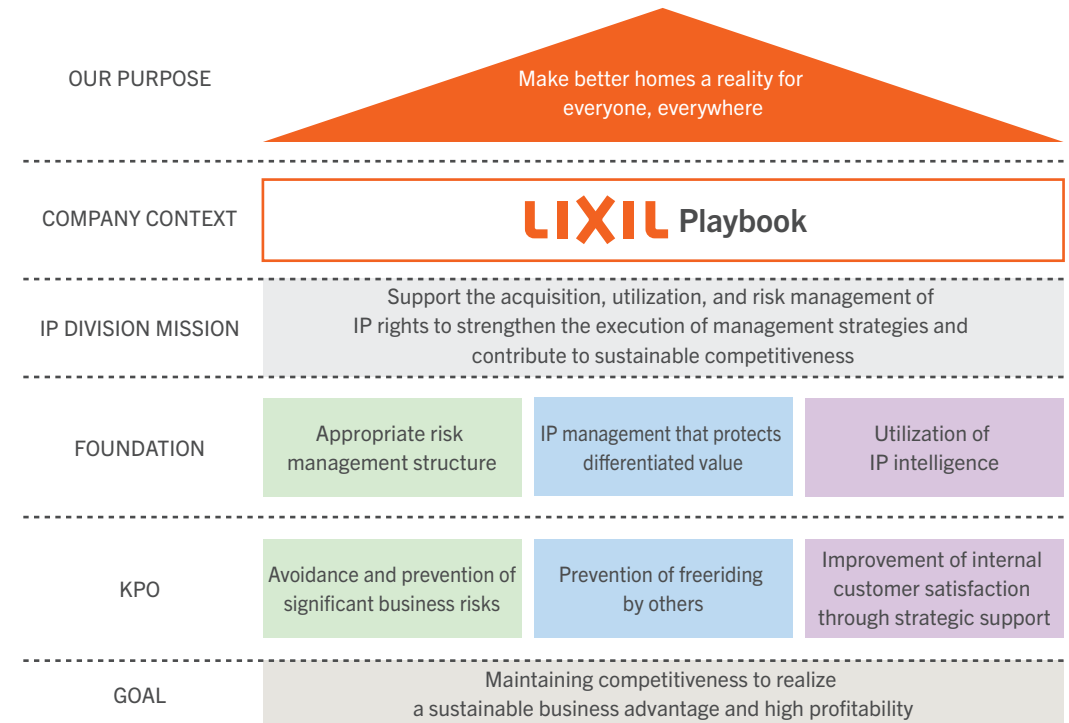 OUR PURPOSE
Make better homes a reality for
everyone, everywhere
COMPANY CONTEXT
LIXIL Playbook
IP DIVISION MISSION
Support the acquisition, utilization, and risk management of
IP rights to strengthen the execution of management strategies and
contribute to sustainable competitiveness
FOUNDATION
Appropriate risk
management structure
IP management that protects
differentiated value
Utilization of
IP intelligence
KPO
Avoidance and prevention of
significant business risks
Prevention of freeriding
by others
Improvement of internal
customer satisfaction
through strategic support
GOAL
Maintaining competitiveness to realize
a sustainable business advantage and high profitability